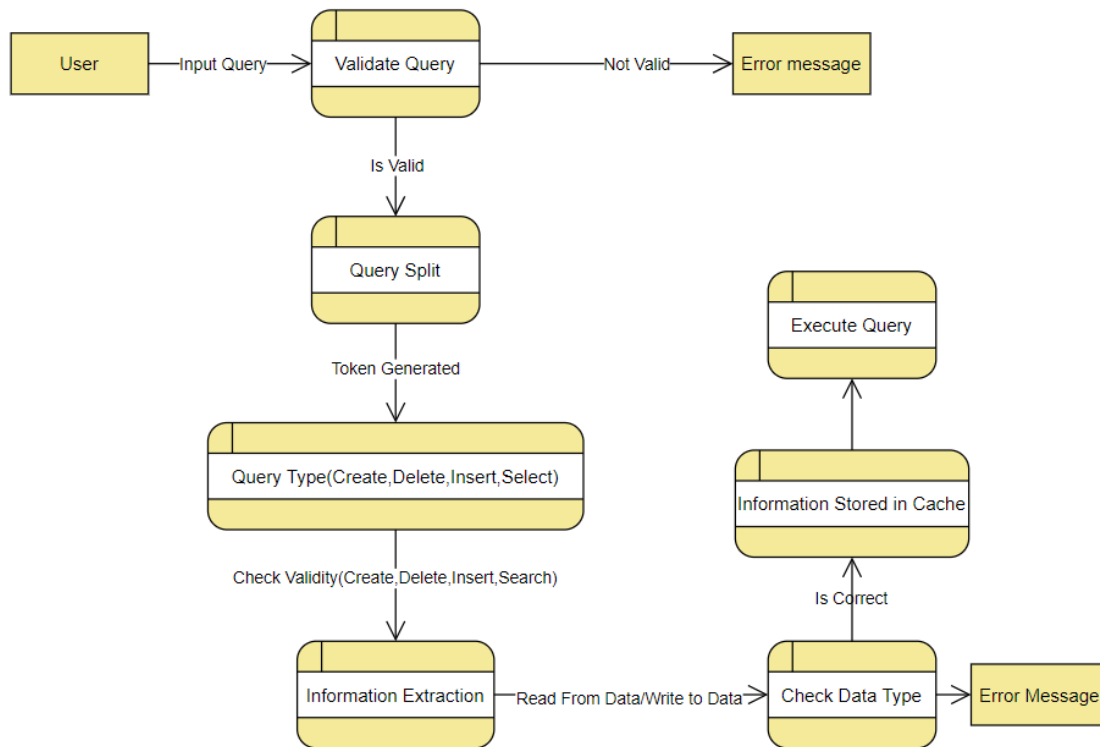 User
Input Query
Validate Query
Not Valid
Error message
Is Valid
Query Split
Execute Query
Token Generated
Query Type(Create,Delete,Insert,Select)
Information Stored in Cache
Check Validity(Create,Delete,Insert,Search)
Is Correct
Information Extraction
Read From Data/Write to Data
Check Data Type
Error Message